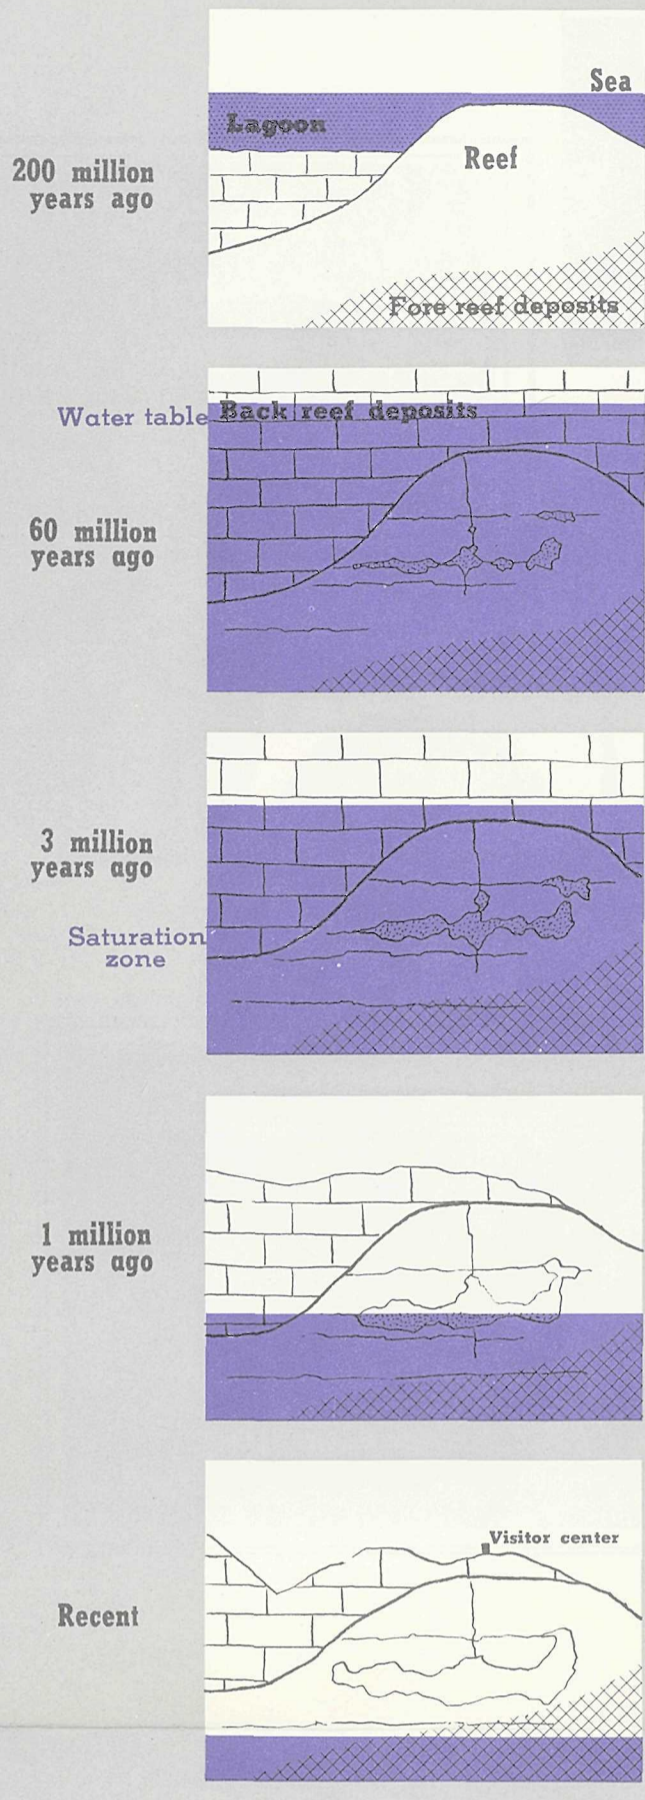 Sea
Lagoon
Reef
200 million
years ago
Fore reef deposits
Water table
Back reef deposits
60 million
years ago
3 million
years ago
Saturation
zone
1 million
years ago
Visitor center
Recent